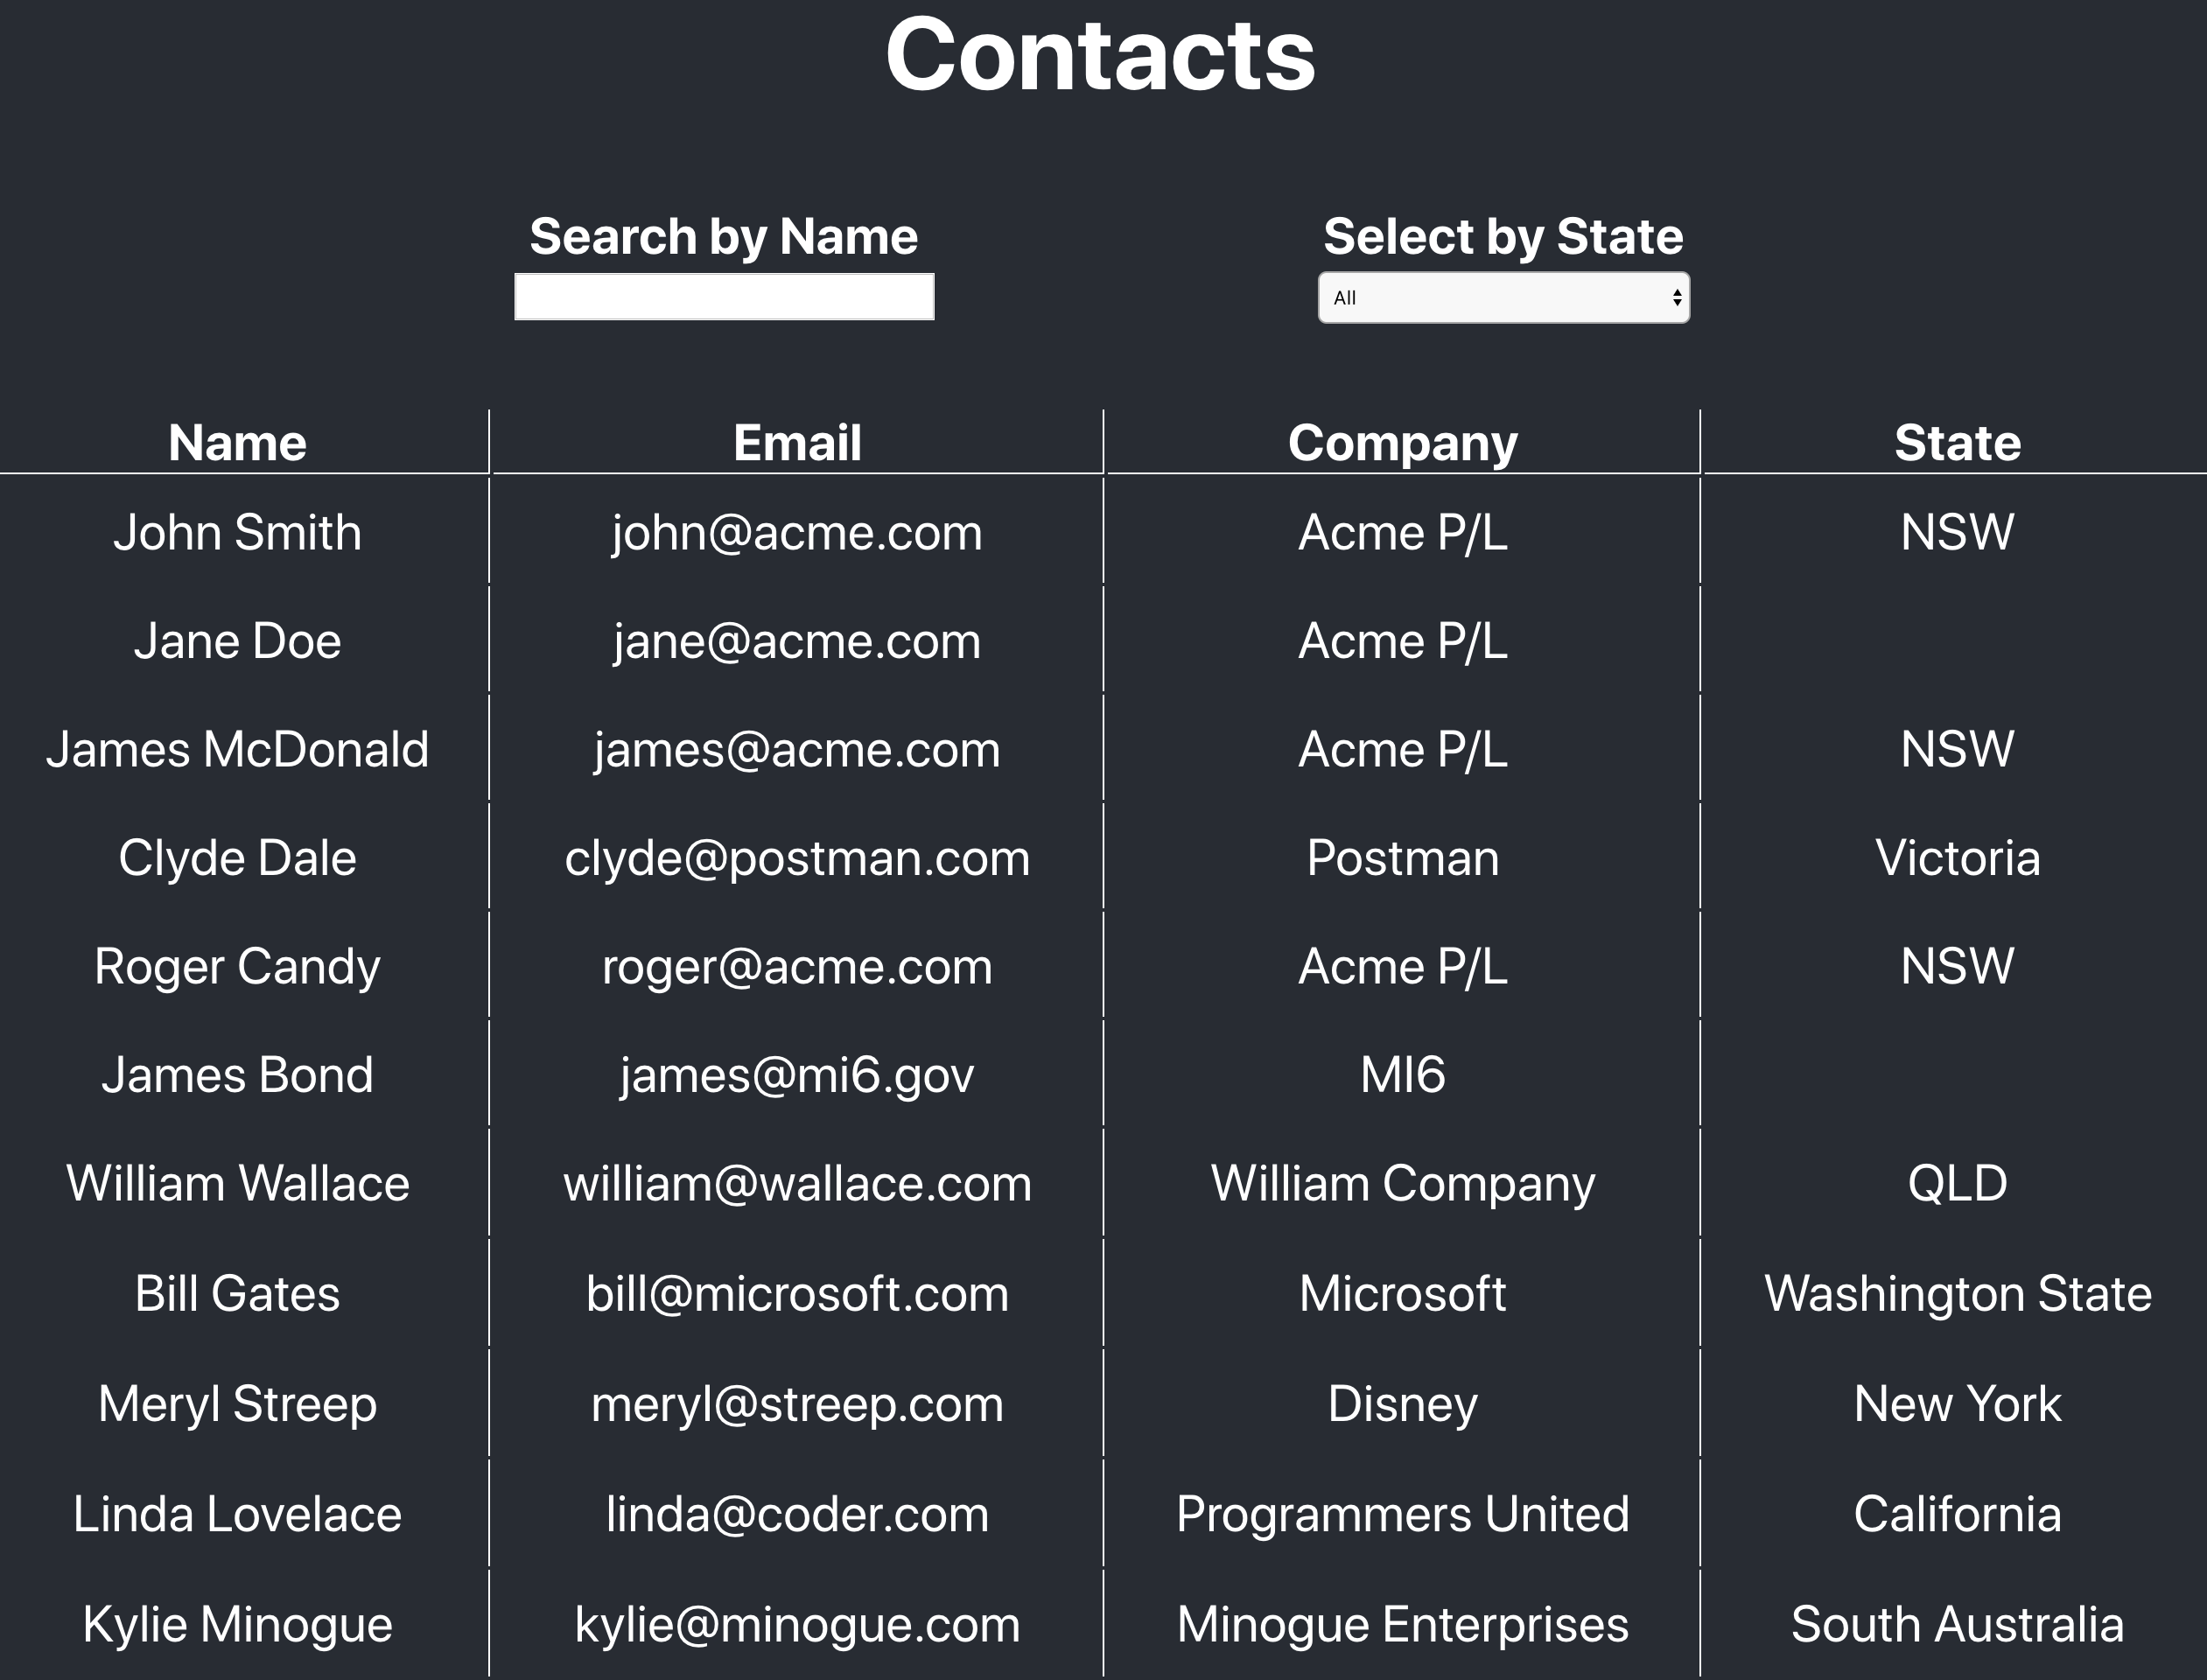 Contacts
Search by Name Select by State
All
Name Email Company State
John Smith john@acme.com Acme P/L NSW
Jane Doe jane@acme.com Acme P/L
James McDonald james@acme.com Acme P/L NSW
Clyde Dale clyde@postman.com Postman Victoria
Roger Candy roger@acme.com Acme P/L NSW
James Bond james@mi6.gov MI6
William Wallace william@wallace.com William Company QLD
Bill Gates bill@microsoft.com Microsoft Washington State
Meryl Streep meryl@streep.com Disney New York
Linda Lovelace linda@coder.com Programmers United California
Kylie Minogue kylie@minogue.com Minogue Enterprises South Australia